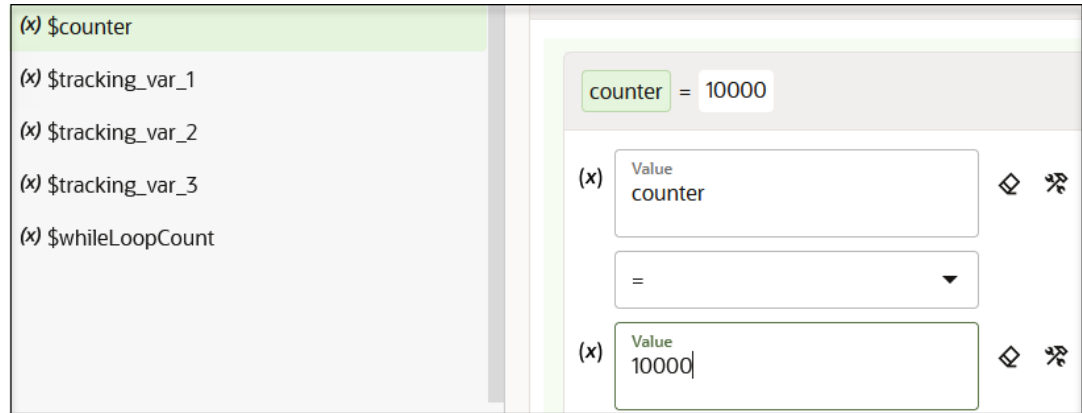 (x) $counter
(x) $tracking_var_1
(x) $tracking_var_2
(x) $tracking_var_3
(x) $whileLoopCount
counter = 10000
(x) Value
counter
=
(x) Value
10000